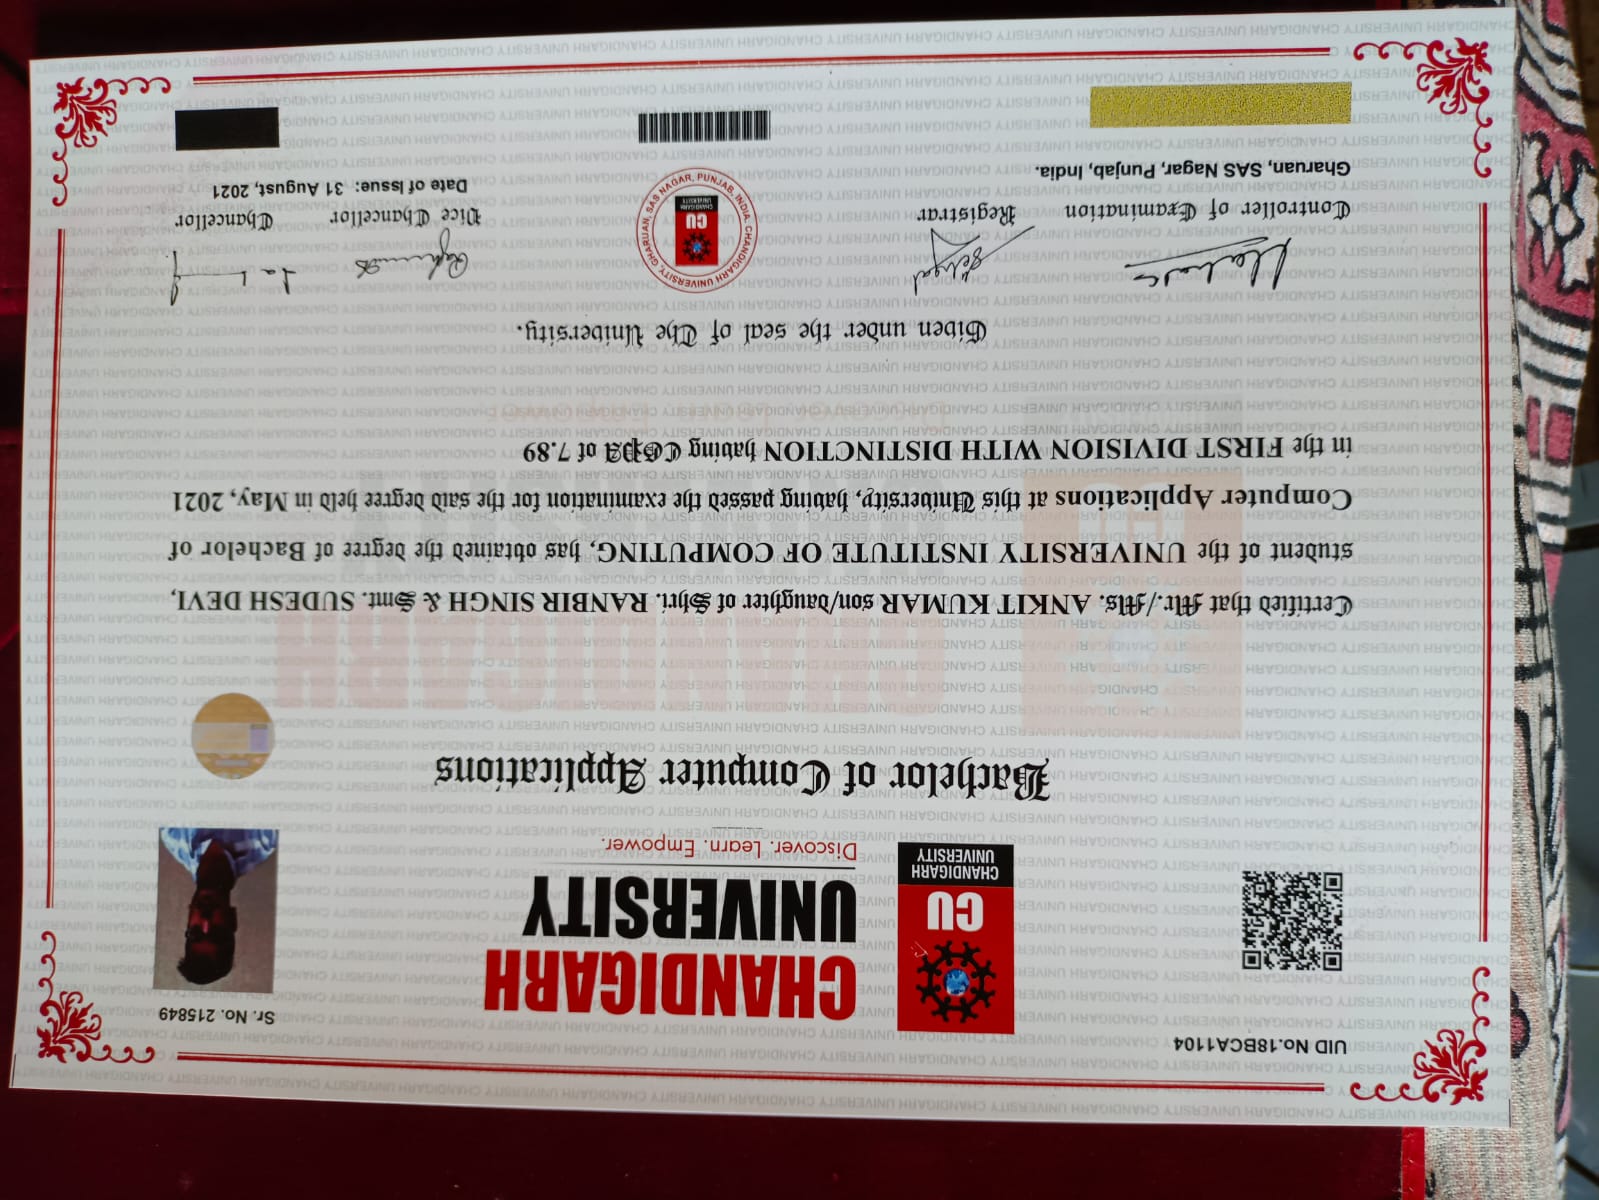 UID No.18BCA1104
Sr. No. 215849
CU
CHANDIGARH
UNIVERSITY
CHANDIGARH
UNIVERSITY
Discover. Learn. Empower.
Bachelor of Computer Applications
Certified that Mr./Ms. ANKIT KUMAR son/daughter of Shri. RANBIR SINGH & Smt. SUDESH DEVI,
student of the UNIVERSITY INSTITUTE OF COMPUTING, has obtained the degree of Bachelor of
Computer Applications at this University, having passed the examination for the said degree held in May, 2021
in the FIRST DIVISION WITH DISTINCTION having CGPA of 7.89
Given under the seal of The University.
Sehgal
Controller of Examination
Registrar
CHANDIGARH UNIVERSITY, GHARUAN, SAS NAGAR, PUNJAB, INDIA
CU
CHANDIGARH
UNIVERSITY
Vice Chancellor
Chancellor
Gharuan, SAS Nagar, Punjab, India.
Date of Issue: 31 August, 2021